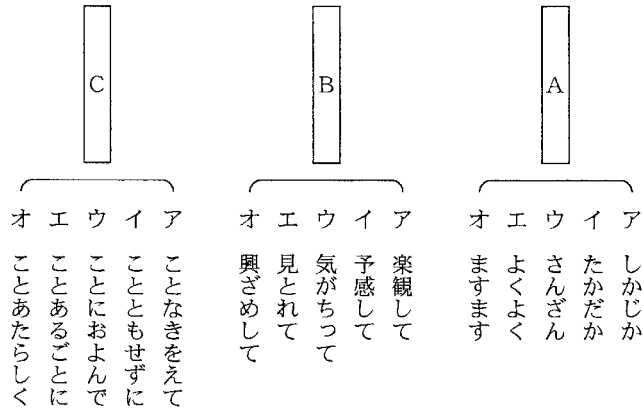 A
ア しかじか
イ たかだか
ウ さんざん
エ よくよく
オ ますます
B
ア 楽観して
イ 予感して
ウ 気がちって
エ 見とれて
オ 興ざめして
C
ア ことなきをえて
イ こともせずに
ウ ことにおよんで
エ ことあるごとに
オ ことあたらしく